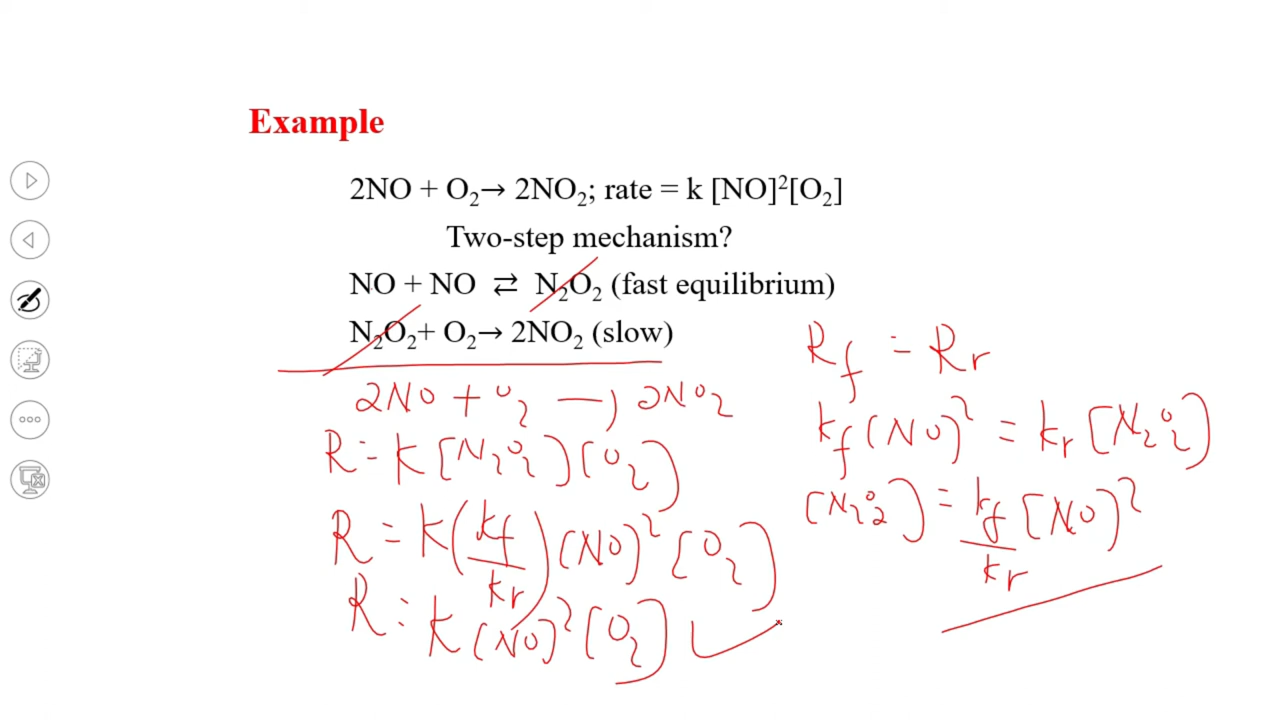 Example
2NO + O₂→ 2NO₂; rate = k [NO]²[O₂]
Two-step mechanism?
NO + NO ⇄ N₂O₂ (fast equilibrium)
N₂O₂+ O₂→ 2NO₂ (slow)
2NO + O₂ → 2NO₂
R = K[N₂O₂][O₂]
R = K(kf/kr)[NO]²[O₂]
R = K[NO]²[O₂]
Rf = Rr
kf[NO]² = kr[N₂O₂]
[N₂O₂] = kf/kr [NO]²